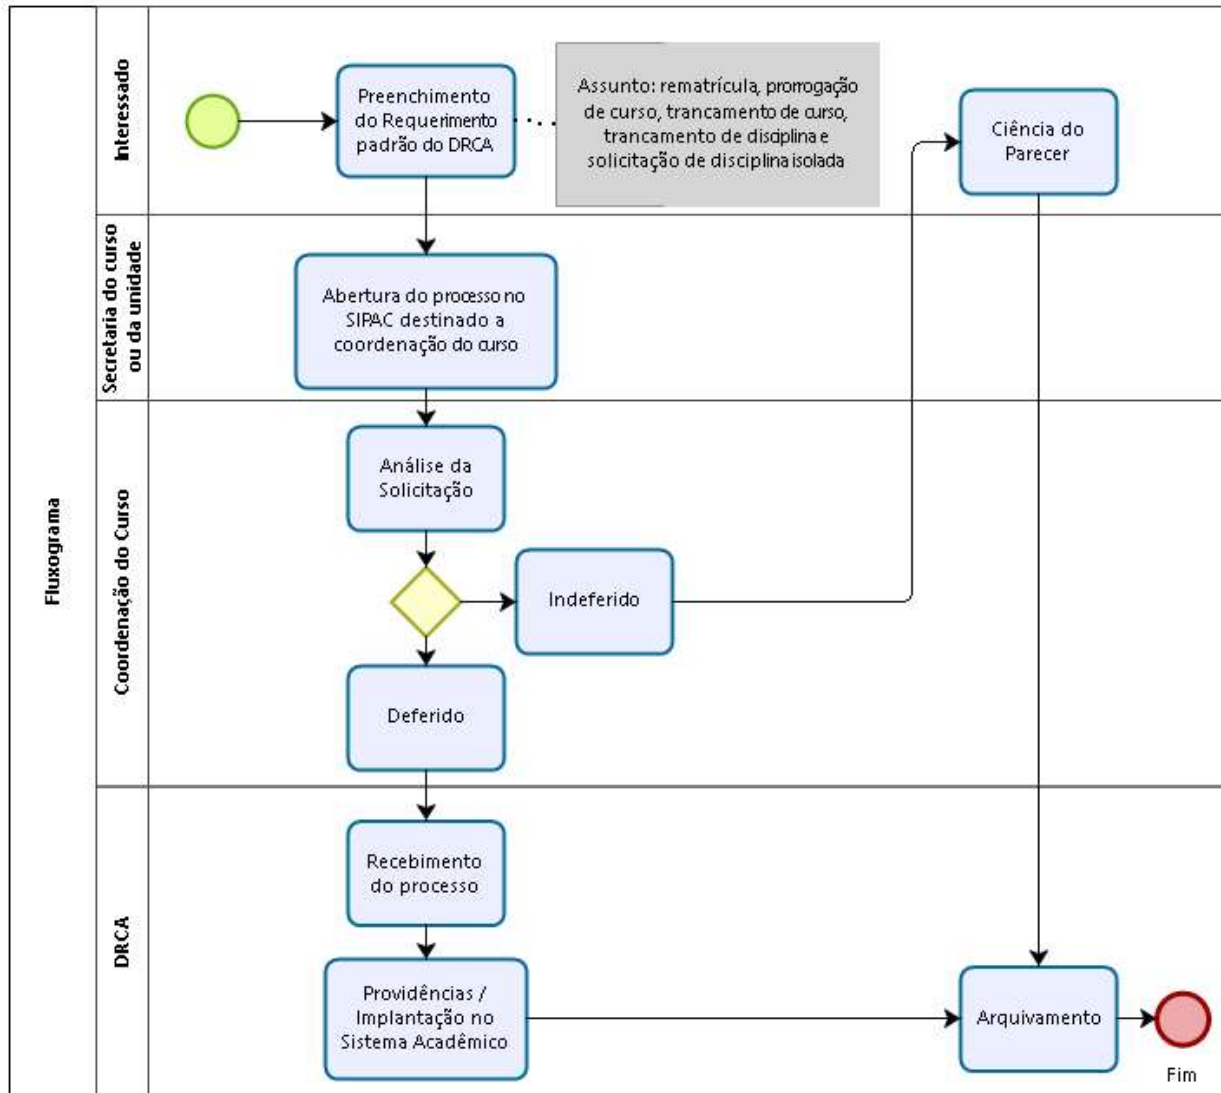 Fluxograma
Interessado
Preenchimento
do Requerimento
padrão do DRCA
Assunto: rematrícula, prorrogação
de curso, trancamento de curso,
trancamento de disciplina e
solicitação de disciplina isolada
Ciência do
Parecer
Secretaria do curso
ou da unidade
Abertura do processo no
SIPAC destinado a
coordenação do curso
Coordenação do Curso
Análise da
Solicitação
Indeferido
Deferido
DRCA
Recebimento
do processo
Providências /
Implantação no
Sistema Acadêmico
Arquivamento
Fim